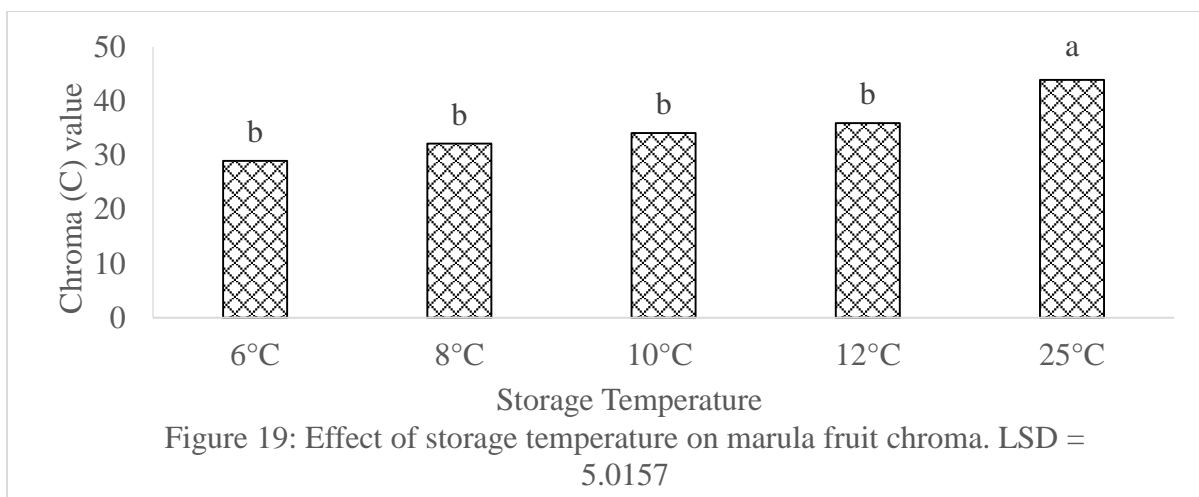 50
40
30
20
10
0
Chroma (C) value
b
b
b
b
a
6°C
8°C
10°C
12°C
25°C
Storage Temperature
Figure 19: Effect of storage temperature on marula fruit chroma. LSD =
5.0157